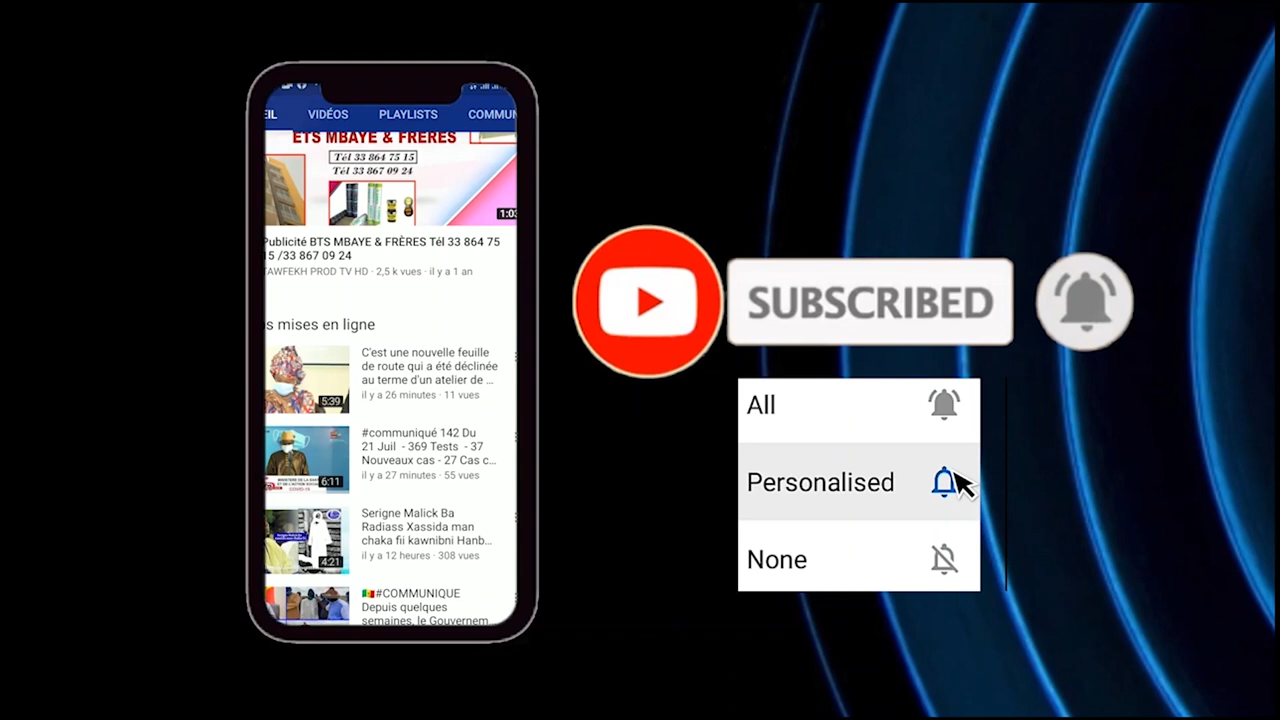 EIL VIDÉOS PLAYLISTS COMMUN
ETS MBAYE & FRERES
Tél 33 864 75 15
Tél 33 867 09 24
1:03
Publicité BTS MBAYE & FRÈRES Tél 33 864 75
15 /33 867 09 24
TAWFEKH PROD TV HD · 2,5 k vues · il y a 1 an
s mises en ligne
C'est une nouvelle feuille
de route qui a été déclinée
au terme d'un atelier de ...
il y a 26 minutes · 11 vues
5:39
#communiqué 142 Du
21 Juil - 369 Tests - 37
Nouveaux cas - 27 Cas c...
il y a 27 minutes · 55 vues
6:11
Serigne Malick Ba
Radiass Xassida man
chaka fii kawnibni Hanb...
il y a 12 heures · 308 vues
4:21
#COMMUNIQUE
Depuis quelques
semaines, le Gouvernem
SUBSCRIBED
All
Personalised
None